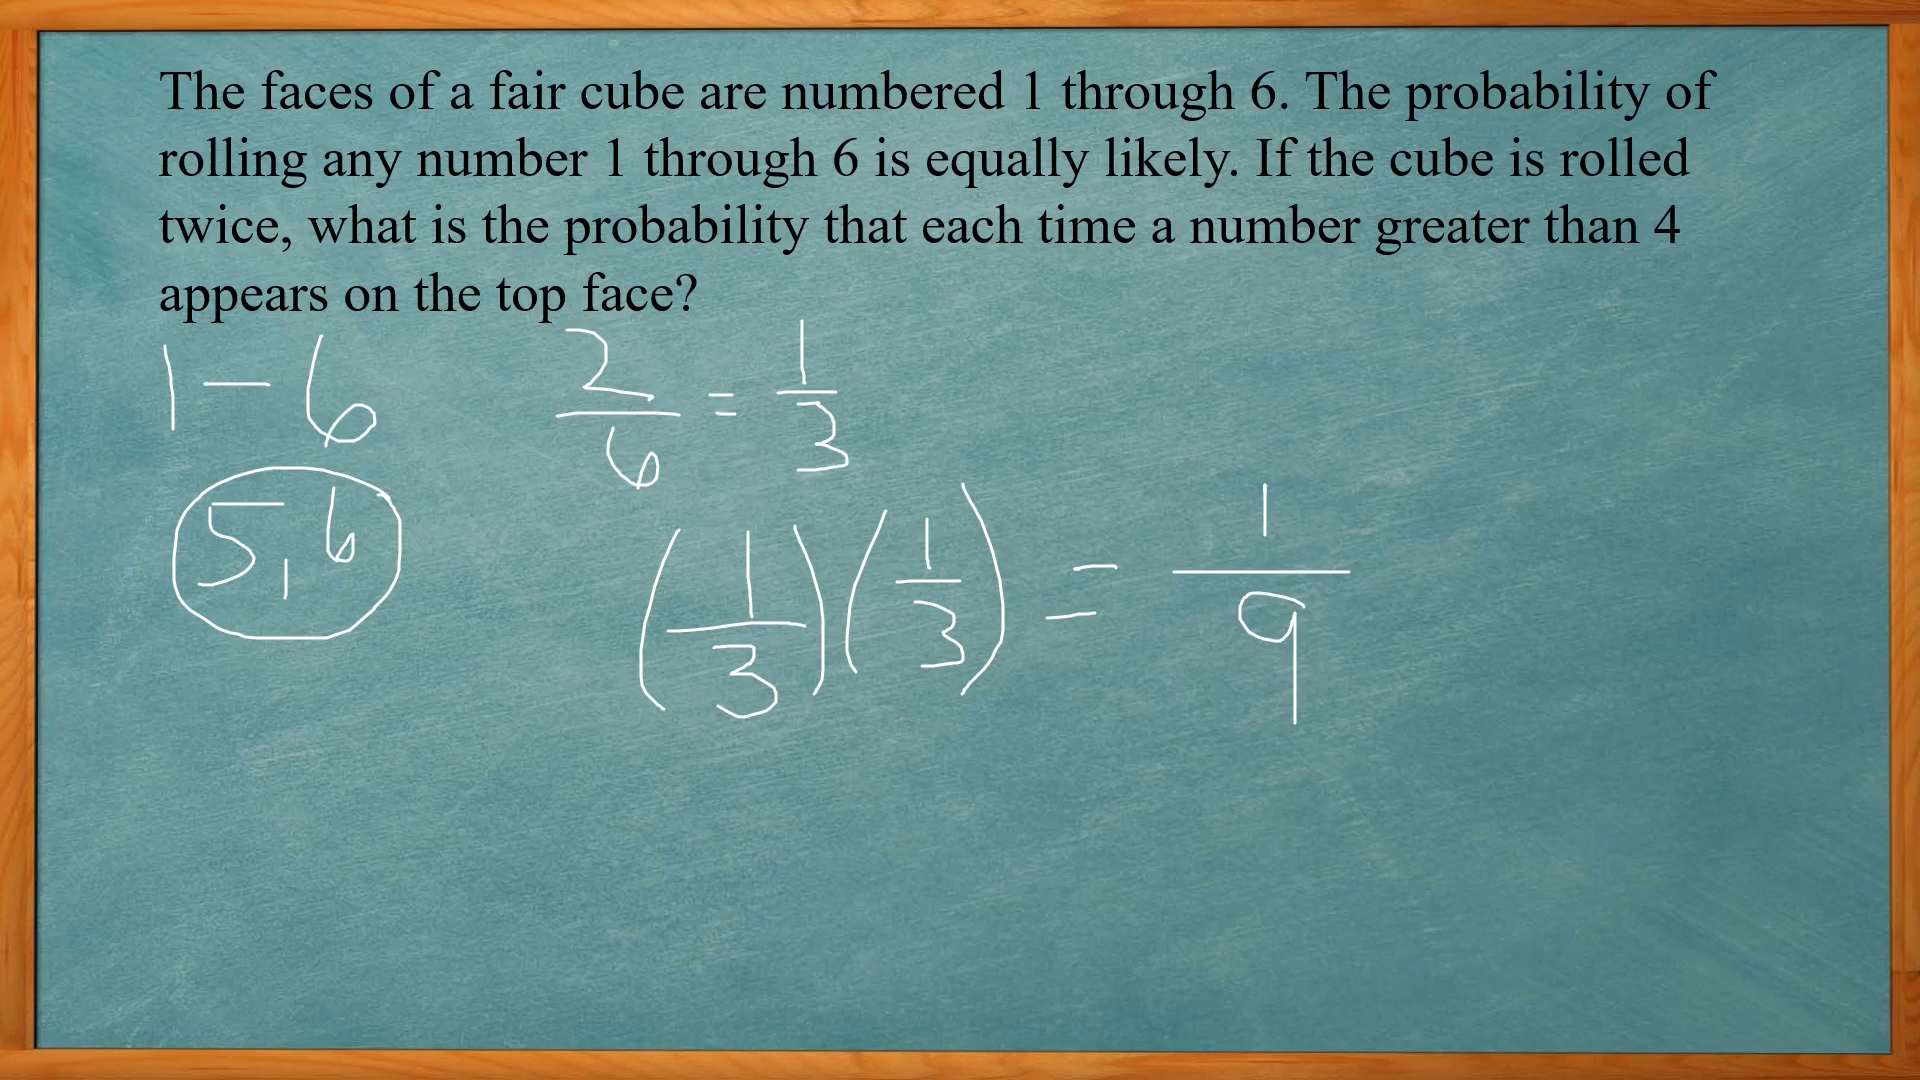 The faces of a fair cube are numbered 1 through 6. The probability of
rolling any number 1 through 6 is equally likely. If the cube is rolled
twice, what is the probability that each time a number greater than 4
appears on the top face?
1 – 6
2/6 = 1/3
5, 6
(1/3)(1/3) = 1/9